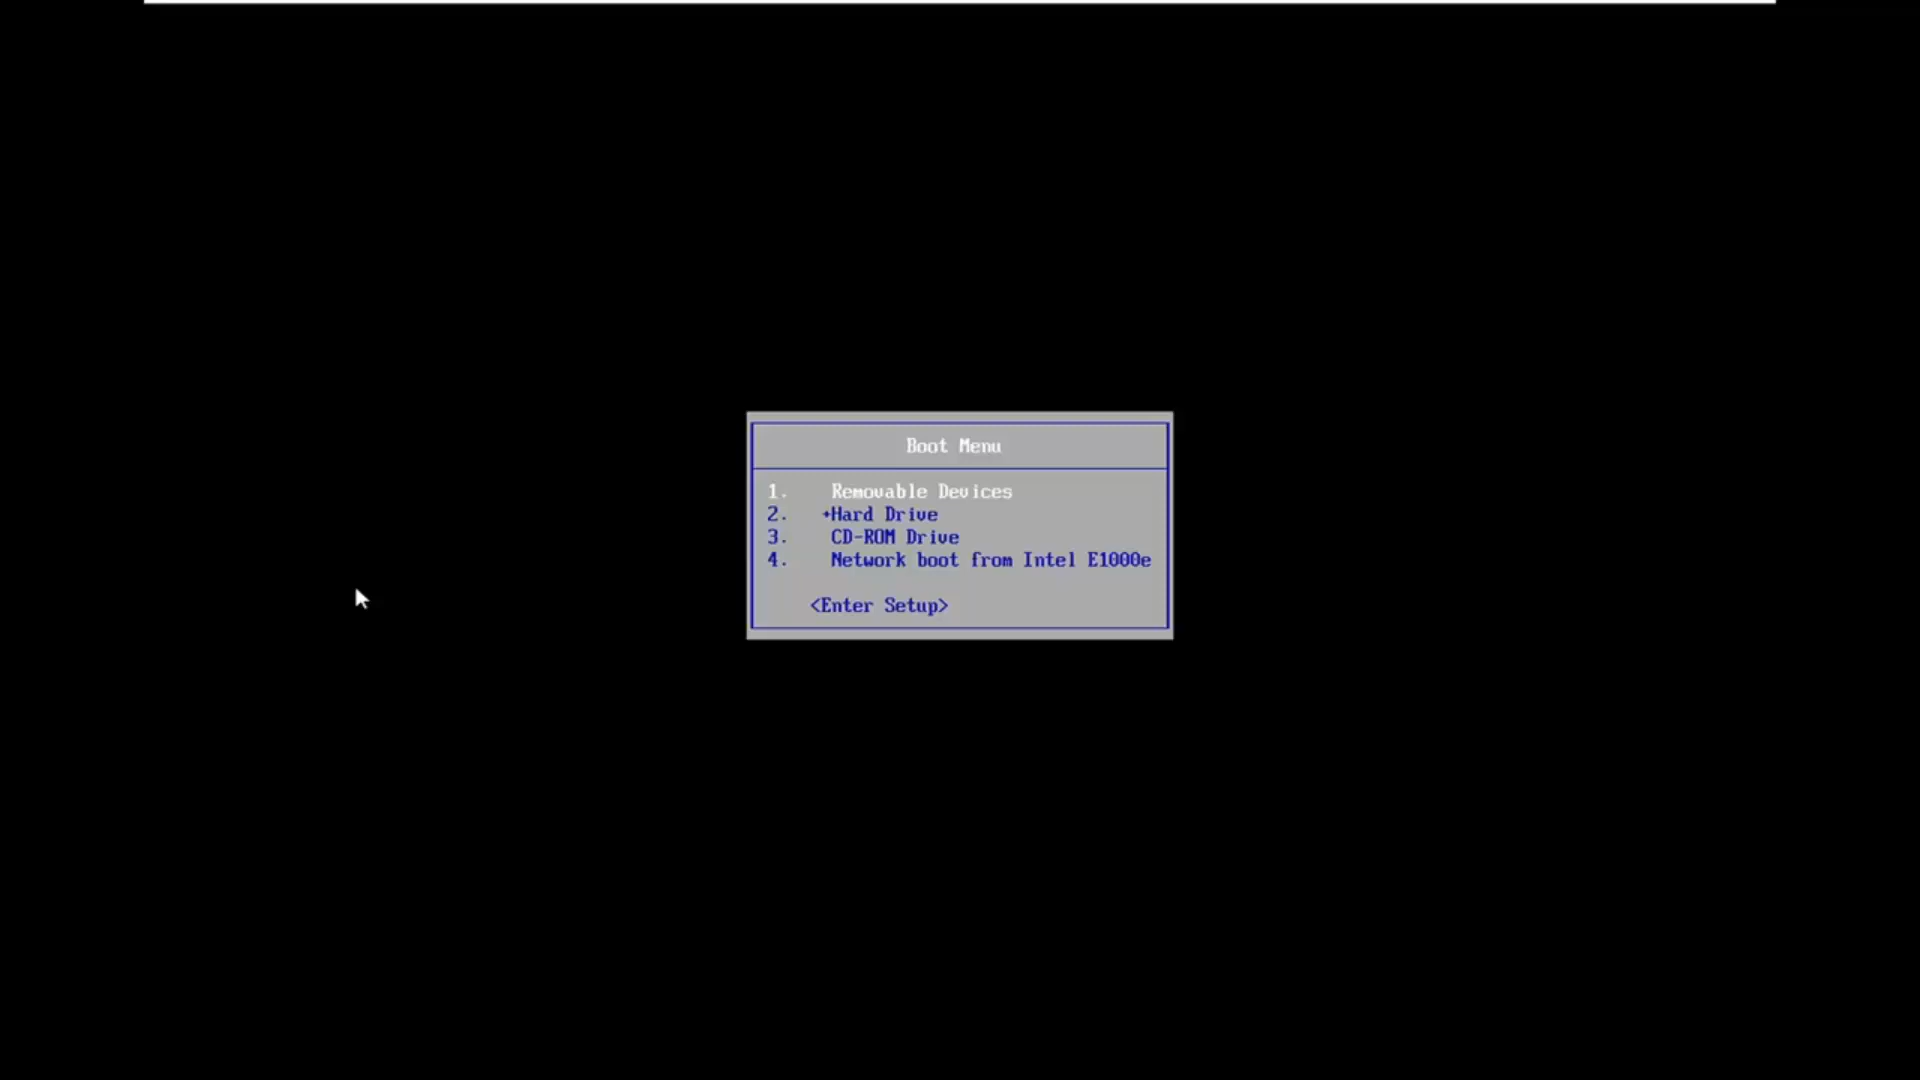 Boot Menu
1. Removable Devices
2. +Hard Drive
3. CD-ROM Drive
4. Network boot from Intel E1000e
<Enter Setup>